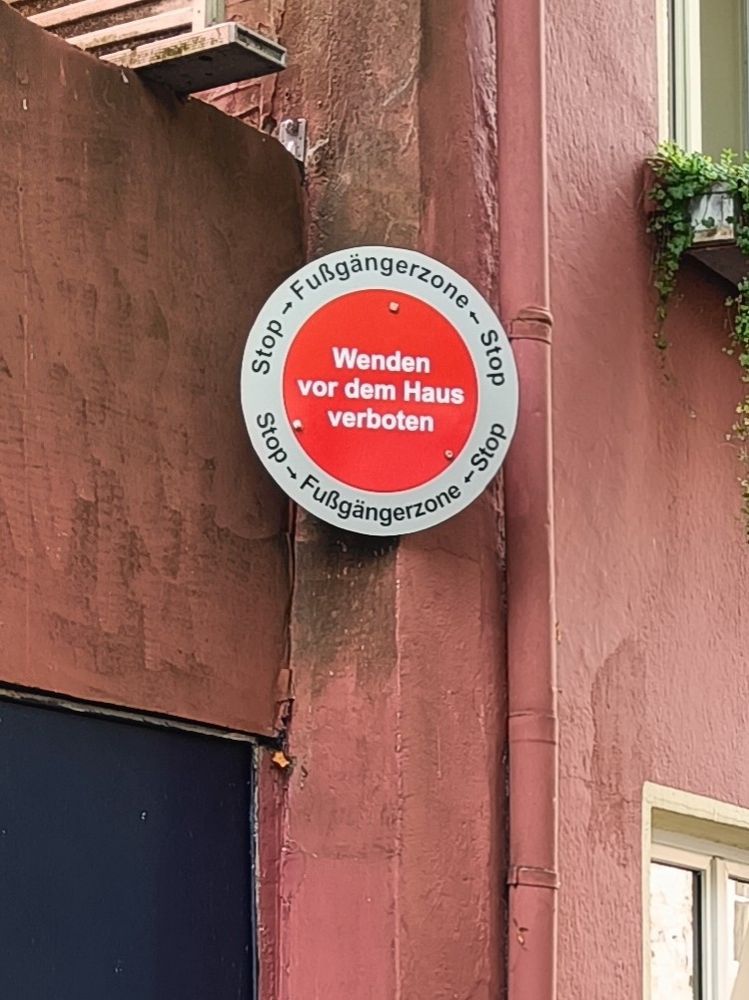 Stop → Fußgängerzone ← Stop
Wenden
vor dem Haus
verboten
Stop → Fußgängerzone ← Stop